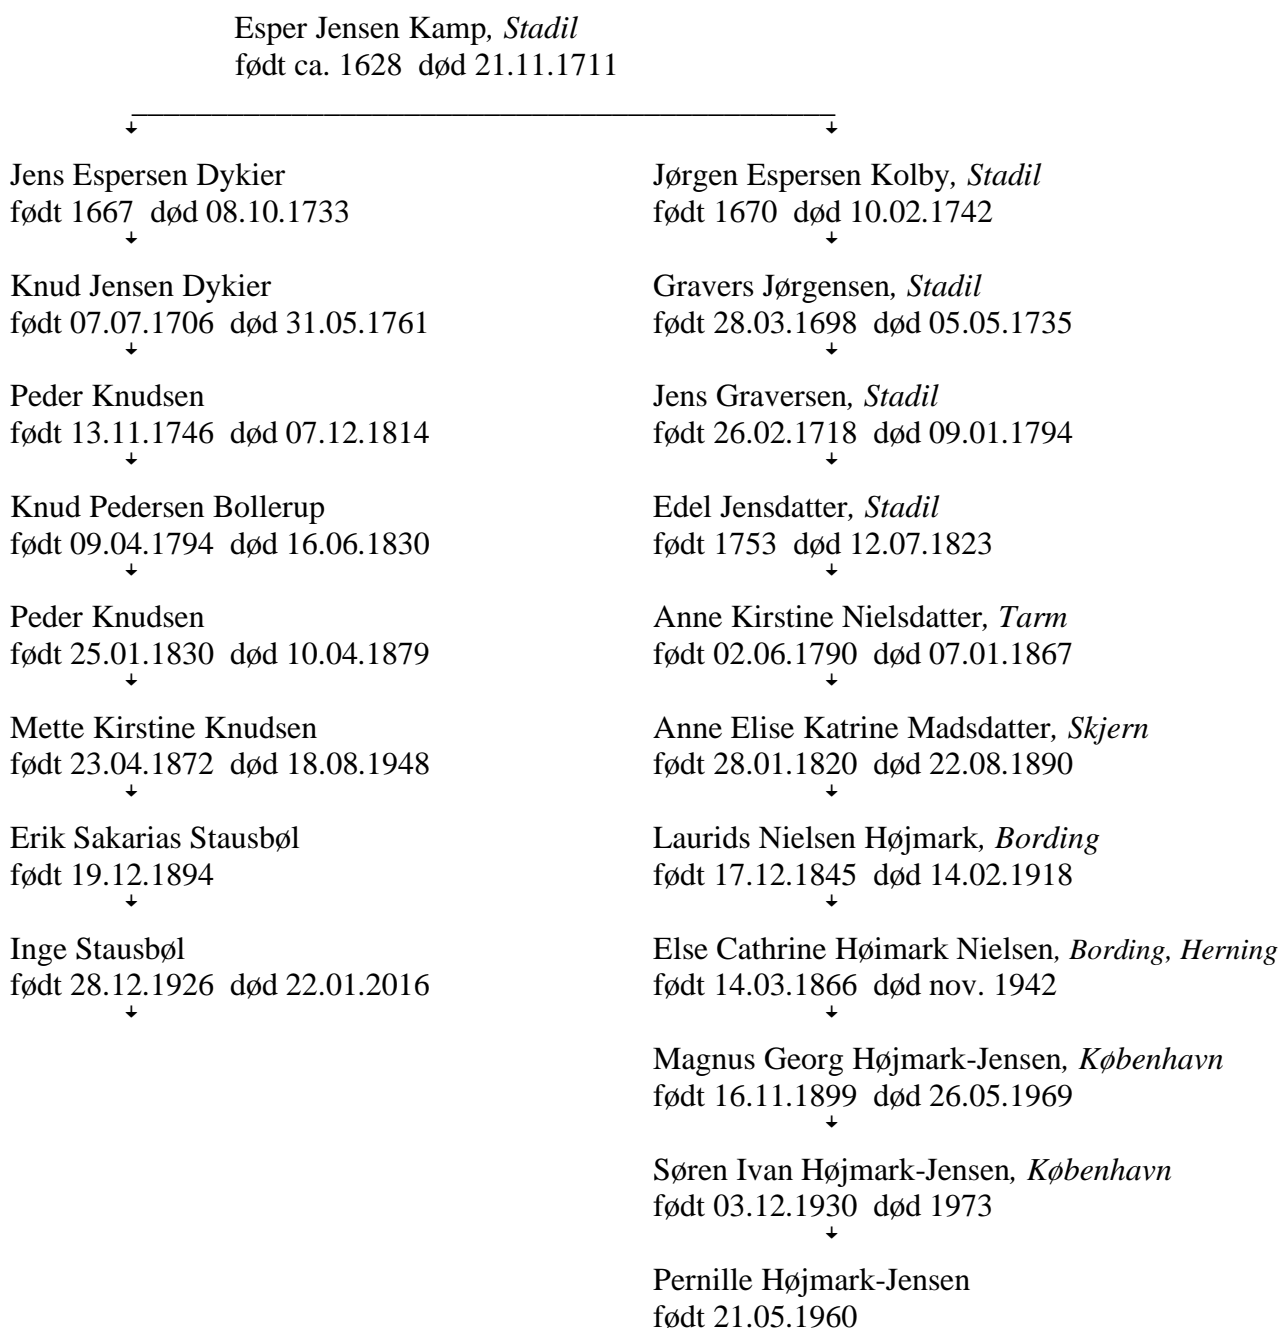 Esper Jensen Kamp, Stadil
født ca. 1628 død 21.11.1711
Jens Espersen Dykier
født 1667 død 08.10.1733
Knud Jensen Dykier
født 07.07.1706 død 31.05.1761
Peder Knudsen
født 13.11.1746 død 07.12.1814
Knud Pedersen Bollerup
født 09.04.1794 død 16.06.1830
Peder Knudsen
født 25.01.1830 død 10.04.1879
Mette Kirstine Knudsen
født 23.04.1872 død 18.08.1948
Erik Sakarias Stausbøl
født 19.12.1894
Inge Stausbøl
født 28.12.1926 død 22.01.2016
Jørgen Espersen Kolby, Stadil
født 1670 død 10.02.1742
Gravers Jørgensen, Stadil
født 28.03.1698 død 05.05.1735
Jens Graversen, Stadil
født 26.02.1718 død 09.01.1794
Edel Jensdatter, Stadil
født 1753 død 12.07.1823
Anne Kirstine Nielsdatter, Tarm
født 02.06.1790 død 07.01.1867
Anne Elise Katrine Madsdatter, Skjern
født 28.01.1820 død 22.08.1890
Laurids Nielsen Højmark, Bording
født 17.12.1845 død 14.02.1918
Else Cathrine Høimark Nielsen, Bording, Herning
født 14.03.1866 død nov. 1942
Magnus Georg Højmark-Jensen, København
født 16.11.1899 død 26.05.1969
Søren Ivan Højmark-Jensen, København
født 03.12.1930 død 1973
Pernille Højmark-Jensen
født 21.05.1960